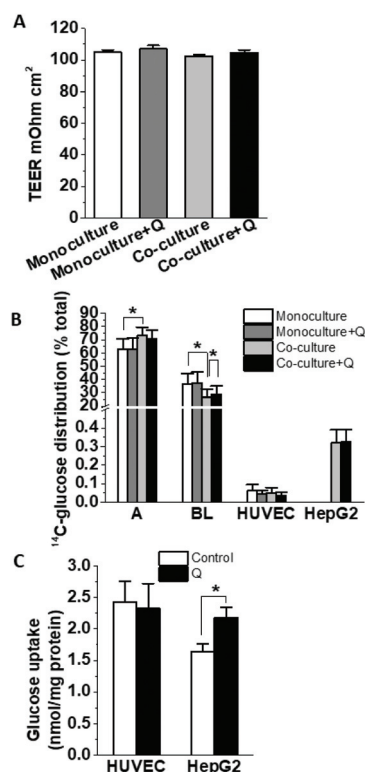 A
TEER mOhm cm²
120
100
80
60
40
20
0
Monoculture
Monoculture+Q
Co-culture
Co-culture+Q
B
¹⁴C-glucose distribution (% total)
90
80
70
60
50
40
30
20
0.4
0.3
0.2
0.1
0.0
Monoculture
Monoculture+Q
Co-culture
Co-culture+Q
*
*
*
A BL HUVEC HepG2
C
Glucose uptake
(nmol/mg protein)
3.0
2.5
2.0
1.5
1.0
0.5
0.0
Control
Q
*
HUVEC HepG2